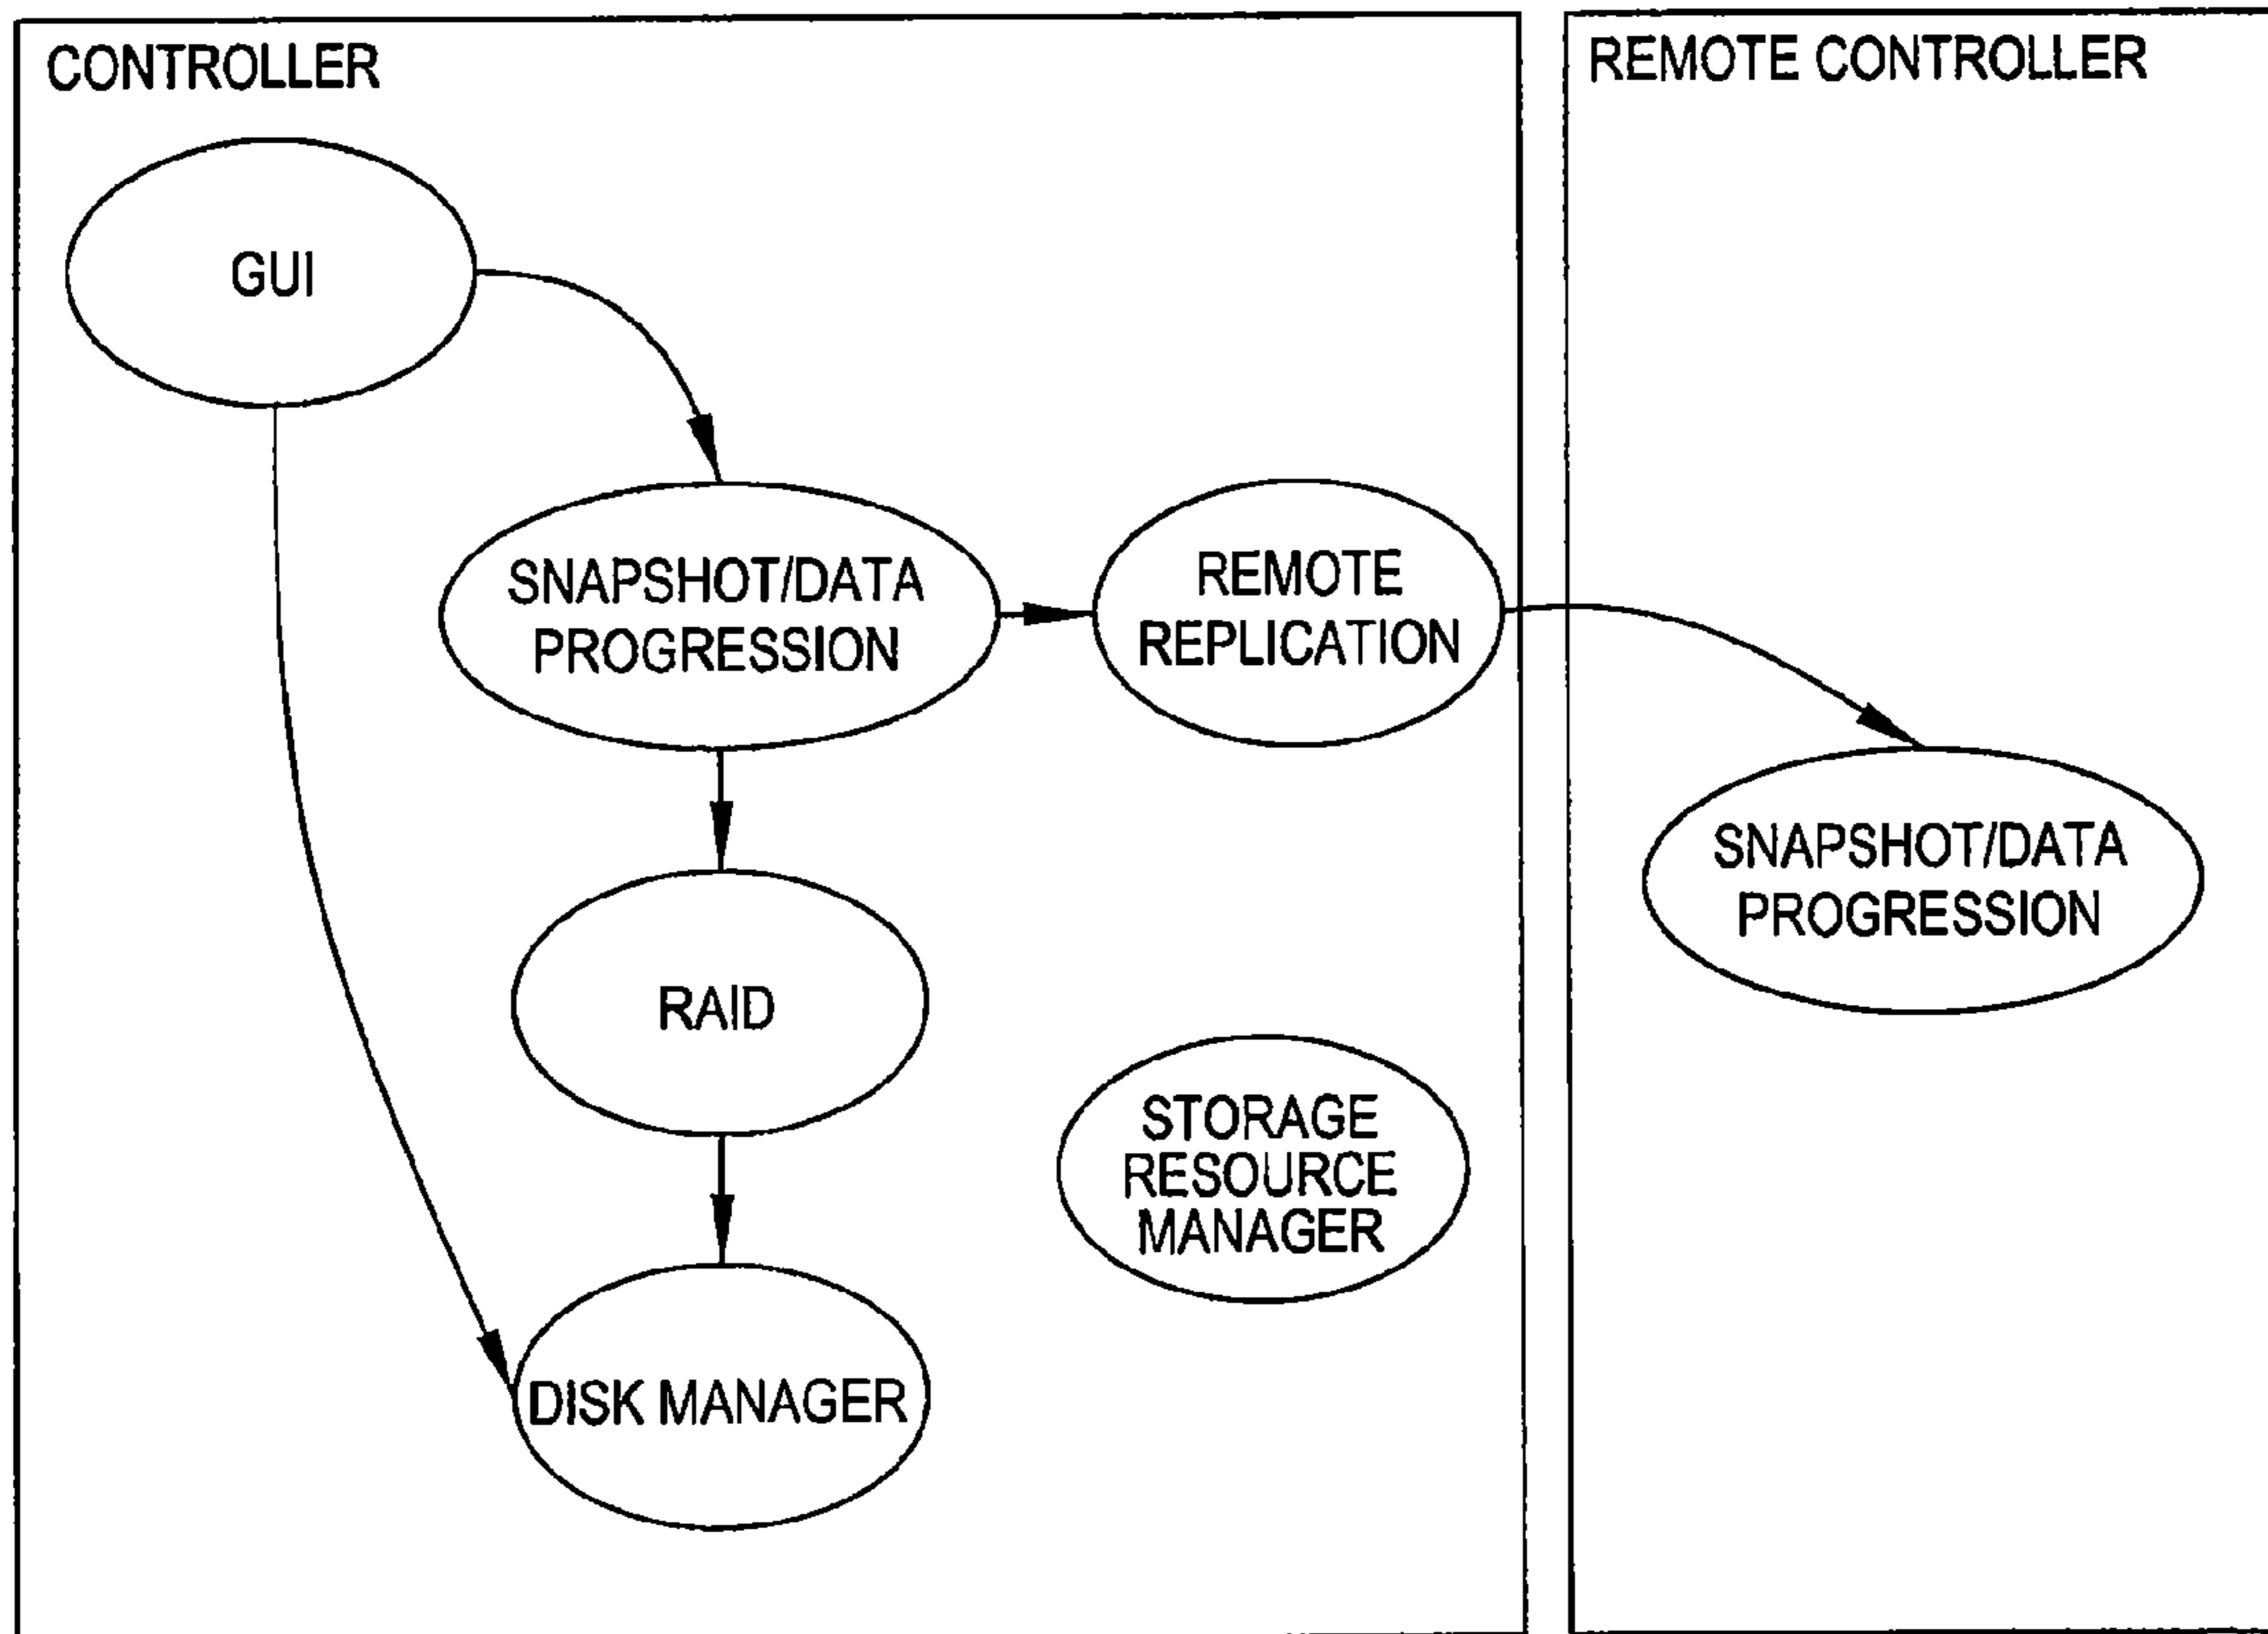 CONTROLLER
REMOTE CONTROLLER
GUI
SNAPSHOT/DATA
PROGRESSION
REMOTE
REPLICATION
SNAPSHOT/DATA
PROGRESSION
RAID
STORAGE
RESOURCE
MANAGER
DISK MANAGER